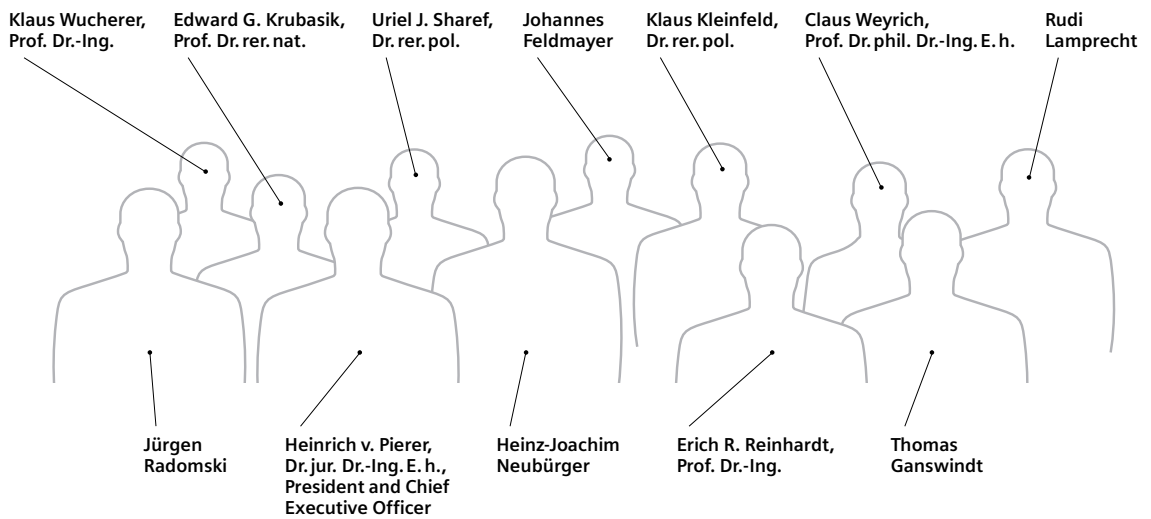 Klaus Wucherer,
Prof. Dr.-Ing.
Edward G. Krubasik,
Prof. Dr. rer. nat.
Uriel J. Sharef,
Dr. rer. pol.
Johannes
Feldmayer
Klaus Kleinfeld,
Dr. rer. pol.
Claus Weyrich,
Prof. Dr. phil. Dr.-Ing. E. h.
Rudi
Lamprecht
Jürgen
Radomski
Heinrich v. Pierer,
Dr. jur. Dr.-Ing. E. h.,
President and Chief
Executive Officer
Heinz-Joachim
Neubürger
Erich R. Reinhardt,
Prof. Dr.-Ing.
Thomas
Ganswindt